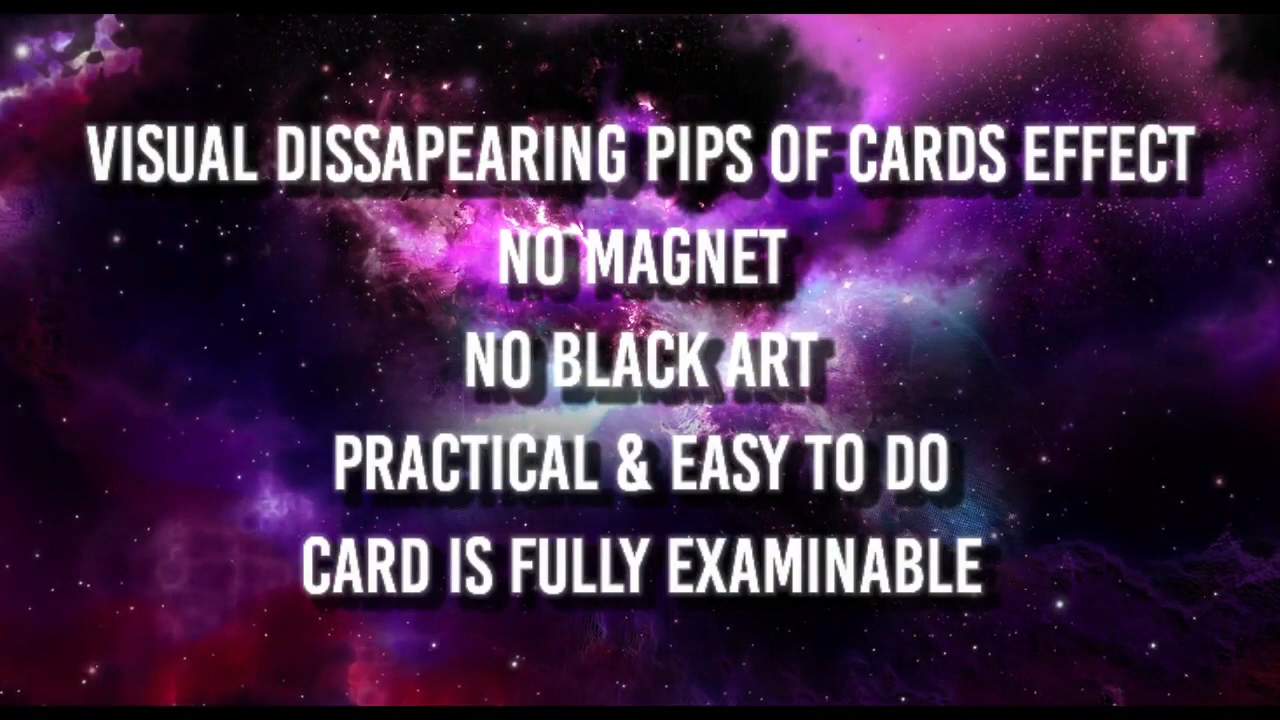 VISUAL DISSAPEARING PIPS OF CARDS EFFECT
NO MAGNET
NO BLACK ART
PRACTICAL & EASY TO DO
CARD IS FULLY EXAMINABLE